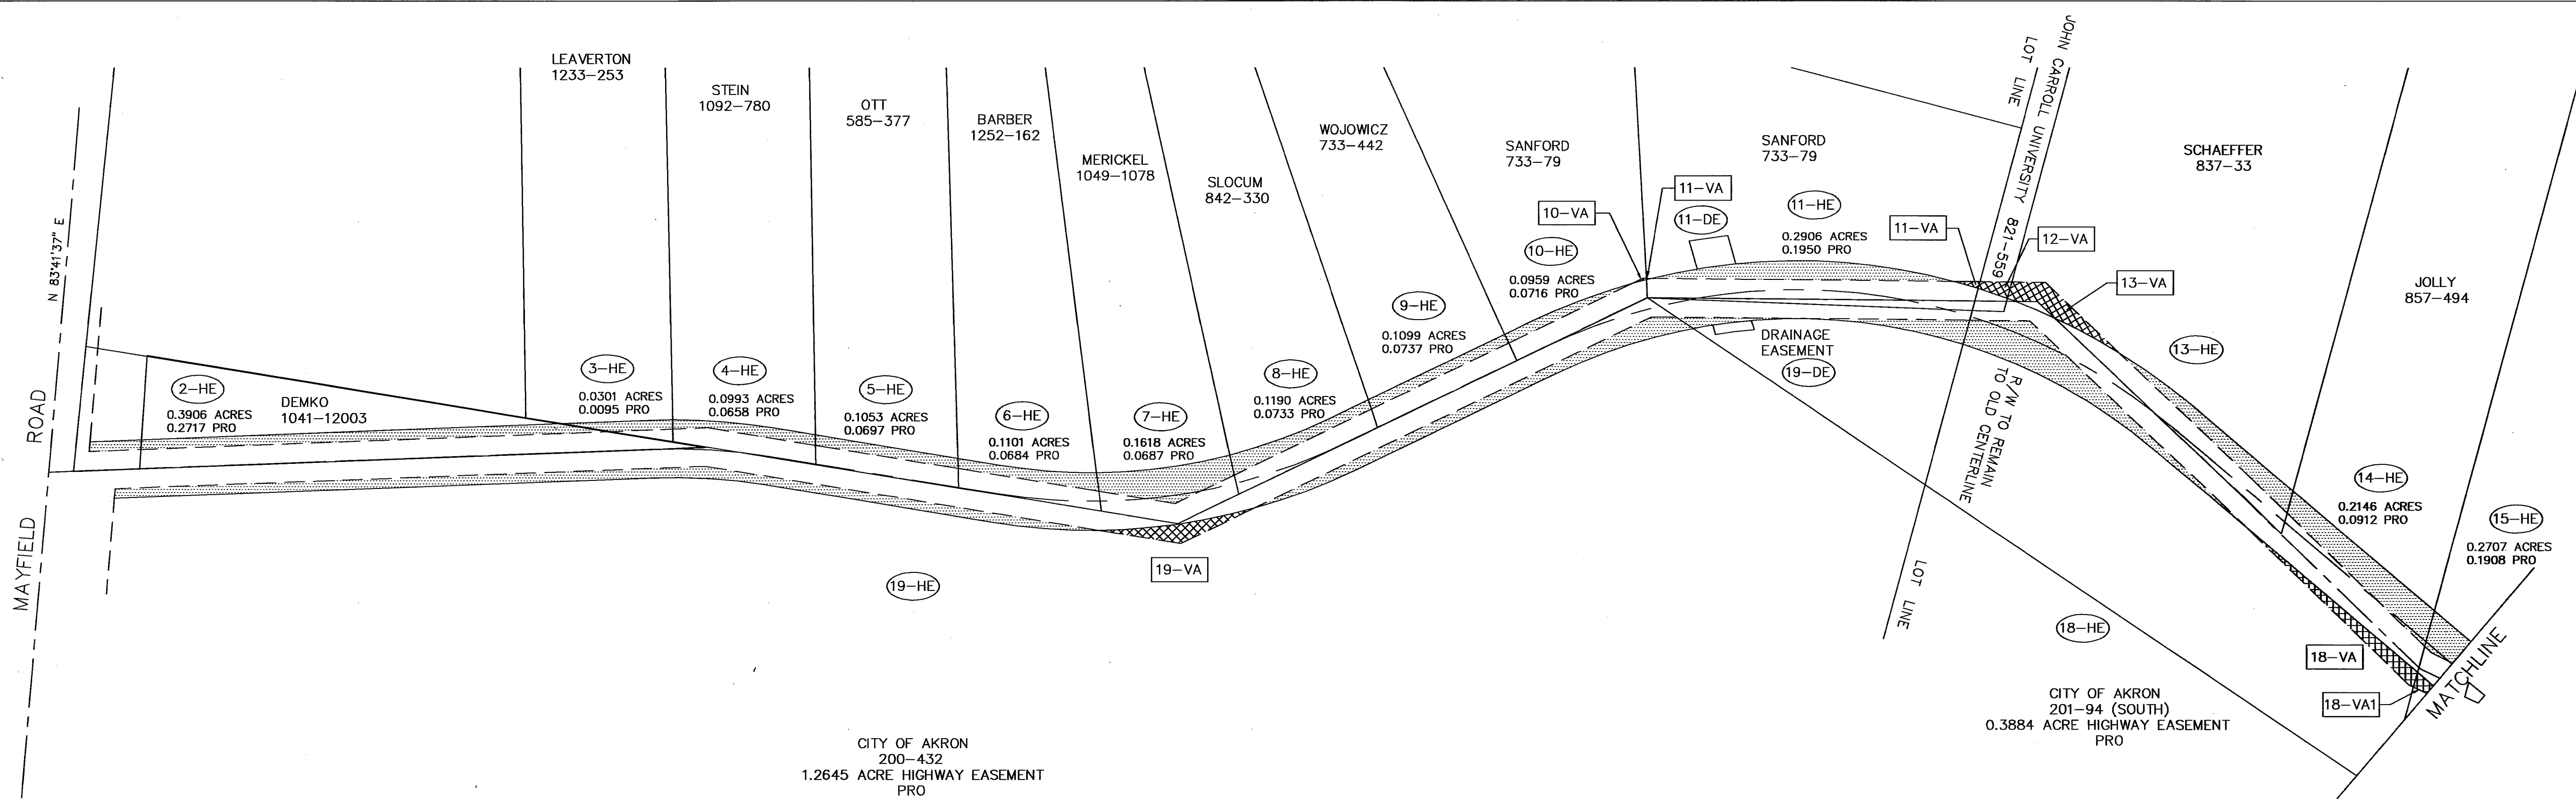 LEAVERTON
1233-253
STEIN
1092-780
OTT
585-377
BARBER
1252-162
MERICKEL
1049-1078
SLOCUM
842-330
WOJOWICZ
733-442
SANFORD
733-79
SANFORD
733-79
LOT LINE
JOHN CARROLL UNIVERSITY 821-559
SCHAEFFER
837-33
JOLLY
857-494
N 83°41'37" E
MAYFIELD ROAD
2-HE
0.3906 ACRES
0.2717 PRO
DEMKO
1041-12003
3-HE
0.0301 ACRES
0.0095 PRO
4-HE
0.0993 ACRES
0.0658 PRO
5-HE
0.1053 ACRES
0.0697 PRO
6-HE
0.1101 ACRES
0.0684 PRO
7-HE
0.1618 ACRES
0.0687 PRO
8-HE
0.1190 ACRES
0.0733 PRO
9-HE
0.1099 ACRES
0.0737 PRO
10-HE
0.0959 ACRES
0.0716 PRO
10-VA
11-VA
11-DE
11-HE
0.2906 ACRES
0.1950 PRO
11-VA
12-VA
13-VA
13-HE
DRAINAGE
EASEMENT
19-DE
R/W TO REMAIN
TO OLD CENTERLINE
LOT LINE
14-HE
0.2146 ACRES
0.0912 PRO
15-HE
0.2707 ACRES
0.1908 PRO
19-VA
19-HE
18-HE
18-VA
18-VA1
MATCHLINE
CITY OF AKRON
200-432
1.2645 ACRE HIGHWAY EASEMENT
PRO
CITY OF AKRON
201-94 (SOUTH)
0.3884 ACRE HIGHWAY EASEMENT
PRO